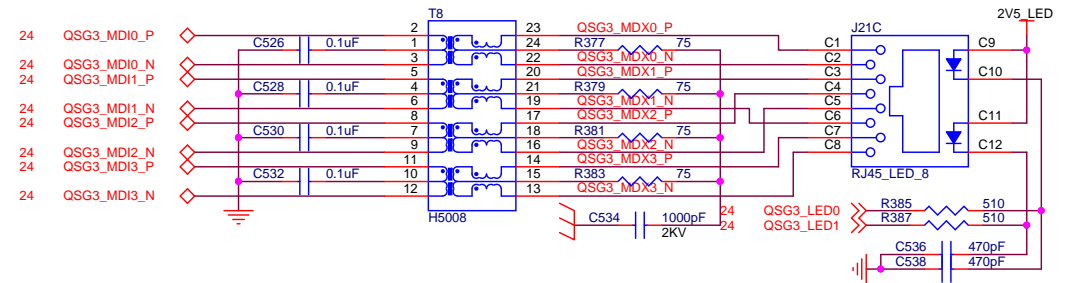 T8
J21C
2V5_LED
24 QSG3_MDI0_P
C526 0.1uF
2 23 QSG3_MDX0_P
1 24 R377 75
C1
C9
24 QSG3_MDI0_N
3 22 QSG3_MDX0_N
C2
24 QSG3_MDI1_P
5 20 QSG3_MDX1_P
C3
C10
C528 0.1uF
4 21 R379 75
C4
24 QSG3_MDI1_N
6 19 QSG3_MDX1_N
C5
24 QSG3_MDI2_P
8 17 QSG3_MDX2_P
C6
C11
C530 0.1uF
7 18 R381 75
C7
24 QSG3_MDI2_N
9 16 QSG3_MDX2_N
C8
C12
24 QSG3_MDI3_P
11 14 QSG3_MDX3_P
C532 0.1uF
10 15 R383 75
RJ45_LED_8
24 QSG3_MDI3_N
12 13 QSG3_MDX3_N
H5008
C534 1000pF
2KV
24 QSG3_LED0
R385 510
24 QSG3_LED1
R387 510
C536 470pF
C538 470pF